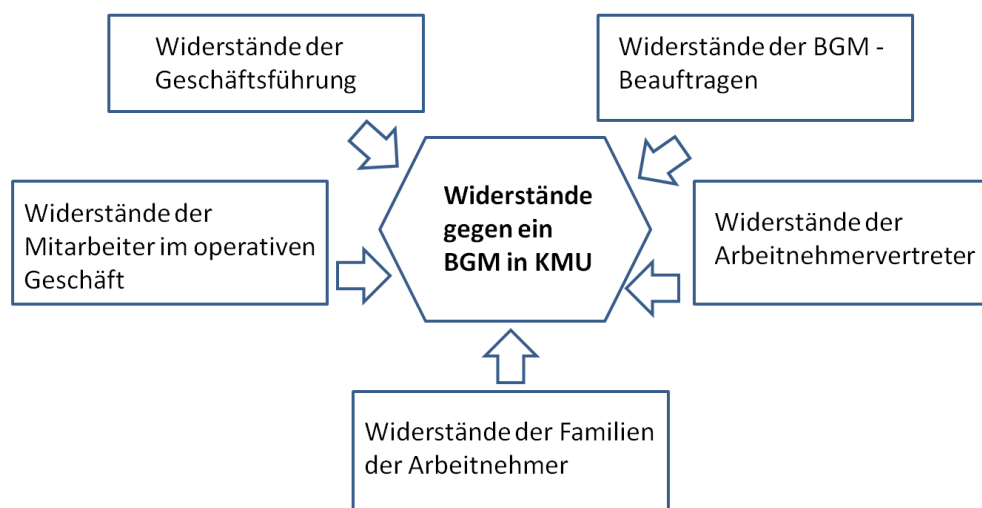 Widerstände der
Geschäftsführung
Widerstände der BGM -
Beauftragen
Widerstände
gegen ein
BGM in KMU
Widerstände der
Mitarbeiter im operativen
Geschäft
Widerstände der
Arbeitnehmervertreter
Widerstände der Familien
der Arbeitnehmer